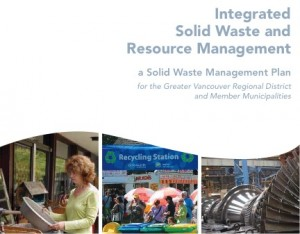 Integrated
Solid Waste and
Resource Management
a Solid Waste Management Plan
for the Greater Vancouver Regional District
and Member Municipalities
Recycling Station